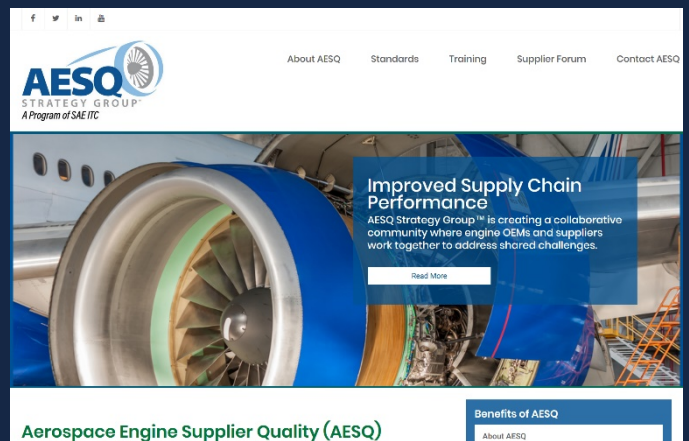 AESQ
STRATEGY GROUP™
A Program of SAE ITC
About AESQ
Standards
Training
Supplier Forum
Contact AESQ
Improved Supply Chain
Performance
AESQ Strategy Group™ is creating a collaborative
community where engine OEMs and suppliers
work together to address shared challenges.
Read More
Aerospace Engine Supplier Quality (AESQ)
Benefits of AESQ
About AESQ